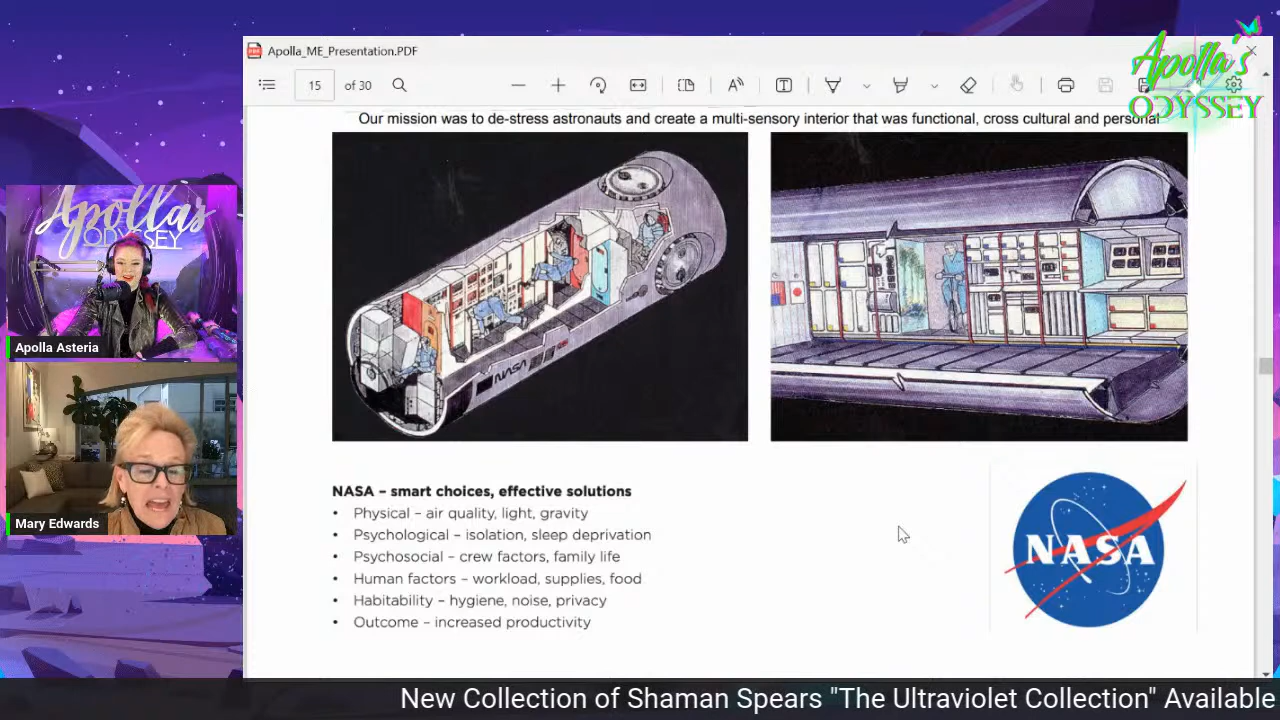 Apolla_ME_Presentation.PDF
Apolla's
ODYSSEY
15 of 30
Our mission was to de-stress astronauts and create a multi-sensory interior that was functional, cross cultural and personal
Apollas
ODYSSEY
Apolla Asteria
Mary Edwards
NASA
NASA – smart choices, effective solutions
• Physical – air quality, light, gravity
• Psychological – isolation, sleep deprivation
• Psychosocial – crew factors, family life
• Human factors – workload, supplies, food
• Habitability – hygiene, noise, privacy
• Outcome – increased productivity
NASA
New Collection of Shaman Spears "The Ultraviolet Collection" Available